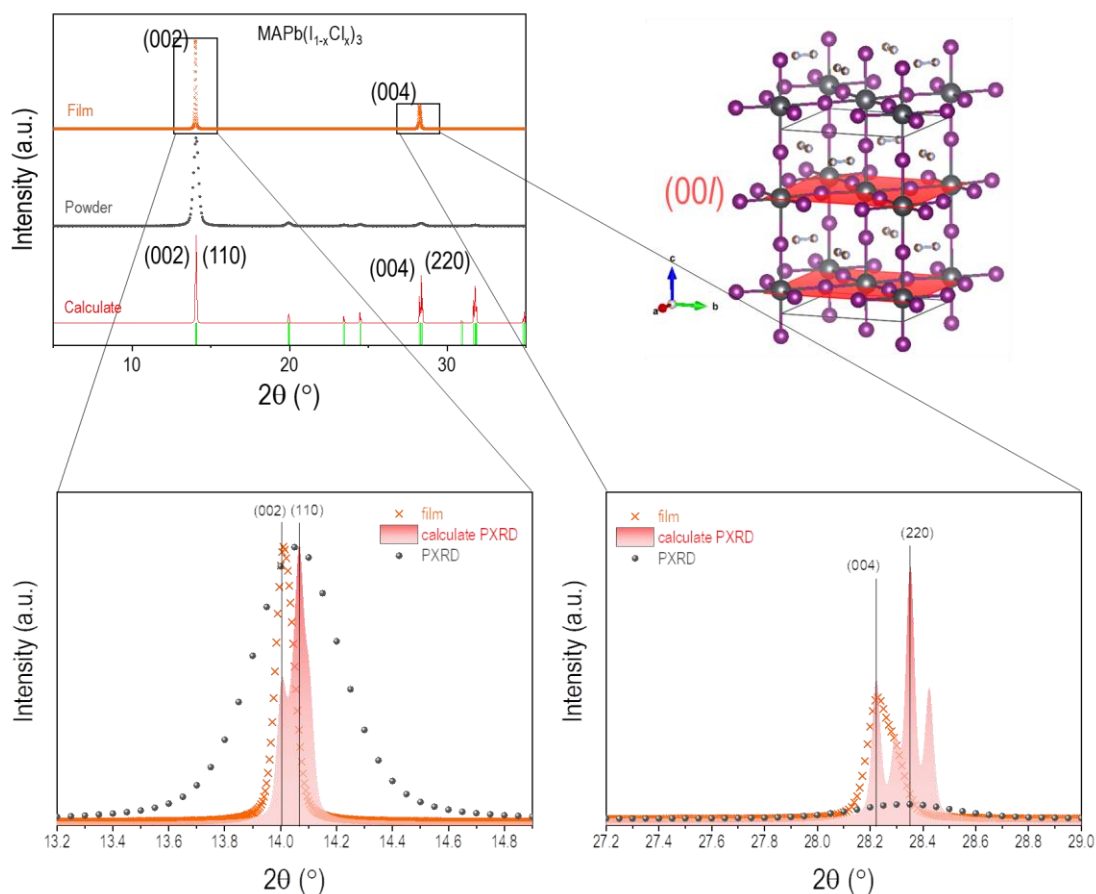 MAPb(I₁₋ₓClₓ)₃
(002)
(004)
Film
Powder
(002) (110)
(004) (220)
Calculate
10 20 30
2θ (°)
Intensity (a.u.)
(00l)
c
a
b
(002) (110)
film
calculate PXRD
PXRD
Intensity (a.u.)
13.2 13.4 13.6 13.8 14.0 14.2 14.4 14.6 14.8
2θ (°)
film
calculate PXRD
PXRD
(220)
(004)
Intensity (a.u.)
27.2 27.4 27.6 27.8 28.0 28.2 28.4 28.6 28.8 29.0
2θ (°)